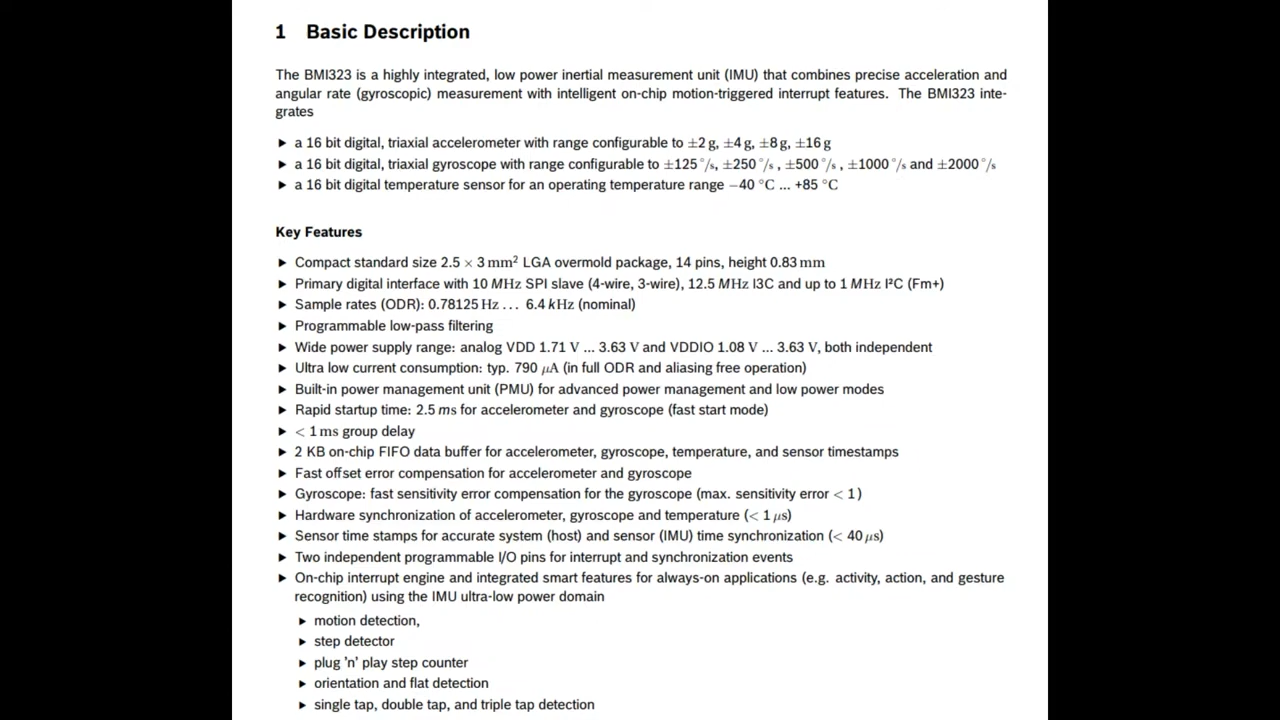 1 Basic Description
The BMI323 is a highly integrated, low power inertial measurement unit (IMU) that combines precise acceleration and
angular rate (gyroscopic) measurement with intelligent on-chip motion-triggered interrupt features. The BMI323 inte-
grates
► a 16 bit digital, triaxial accelerometer with range configurable to ±2 g, ±4 g, ±8 g, ±16 g
► a 16 bit digital, triaxial gyroscope with range configurable to ±125 °/s, ±250 °/s , ±500 °/s , ±1000 °/s and ±2000 °/s
► a 16 bit digital temperature sensor for an operating temperature range −40 °C ... +85 °C
Key Features
► Compact standard size 2.5 × 3 mm² LGA overmold package, 14 pins, height 0.83 mm
► Primary digital interface with 10 MHz SPI slave (4-wire, 3-wire), 12.5 MHz I3C and up to 1 MHz I²C (Fm+)
► Sample rates (ODR): 0.78125 Hz ... 6.4 kHz (nominal)
► Programmable low-pass filtering
► Wide power supply range: analog VDD 1.71 V ... 3.63 V and VDDIO 1.08 V ... 3.63 V, both independent
► Ultra low current consumption: typ. 790 μA (in full ODR and aliasing free operation)
► Built-in power management unit (PMU) for advanced power management and low power modes
► Rapid startup time: 2.5 ms for accelerometer and gyroscope (fast start mode)
► < 1 ms group delay
► 2 KB on-chip FIFO data buffer for accelerometer, gyroscope, temperature, and sensor timestamps
► Fast offset error compensation for accelerometer and gyroscope
► Gyroscope: fast sensitivity error compensation for the gyroscope (max. sensitivity error < 1)
► Hardware synchronization of accelerometer, gyroscope and temperature (< 1 μs)
► Sensor time stamps for accurate system (host) and sensor (IMU) time synchronization (< 40 μs)
► Two independent programmable I/O pins for interrupt and synchronization events
► On-chip interrupt engine and integrated smart features for always-on applications (e.g. activity, action, and gesture
recognition) using the IMU ultra-low power domain
► motion detection,
► step detector
► plug 'n' play step counter
► orientation and flat detection
► single tap, double tap, and triple tap detection